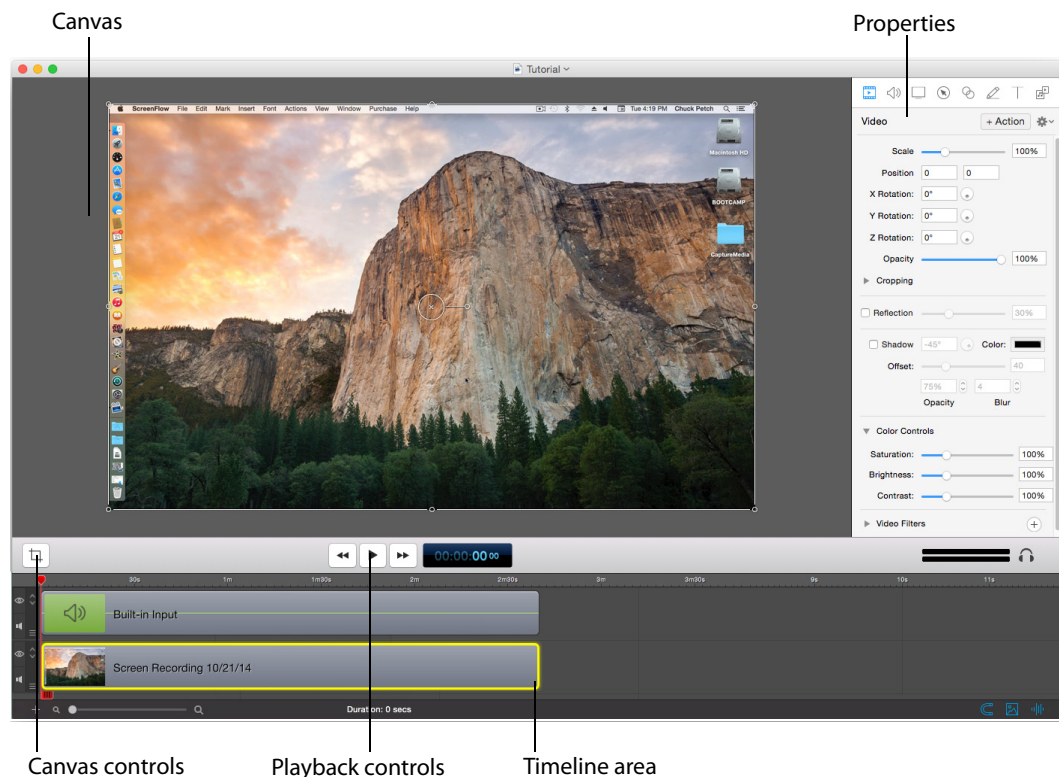 Canvas
Properties
Tutorial
ScreenFlow File Edit Mark Insert Font Actions View Window Purchase Help
Tue 4:19 PM Chuck Petch
Macintosh HD
BOOTCAMP
CaptureMedia
Video
+ Action
Scale 100%
Position 0 0
X Rotation: 0°
Y Rotation: 0°
Z Rotation: 0°
Opacity 100%
Cropping
Reflection 30%
Shadow -45° Color:
Offset: 40
75% 4
Opacity Blur
Color Controls
Saturation: 100%
Brightness: 100%
Contrast: 100%
Video Filters
00:00:00 00
30s 1m 1m30s 2m 2m30s 3m 3m30s 9s 10s 11s
Built-in Input
Screen Recording 10/21/14
Duration: 0 secs
Canvas controls
Playback controls
Timeline area